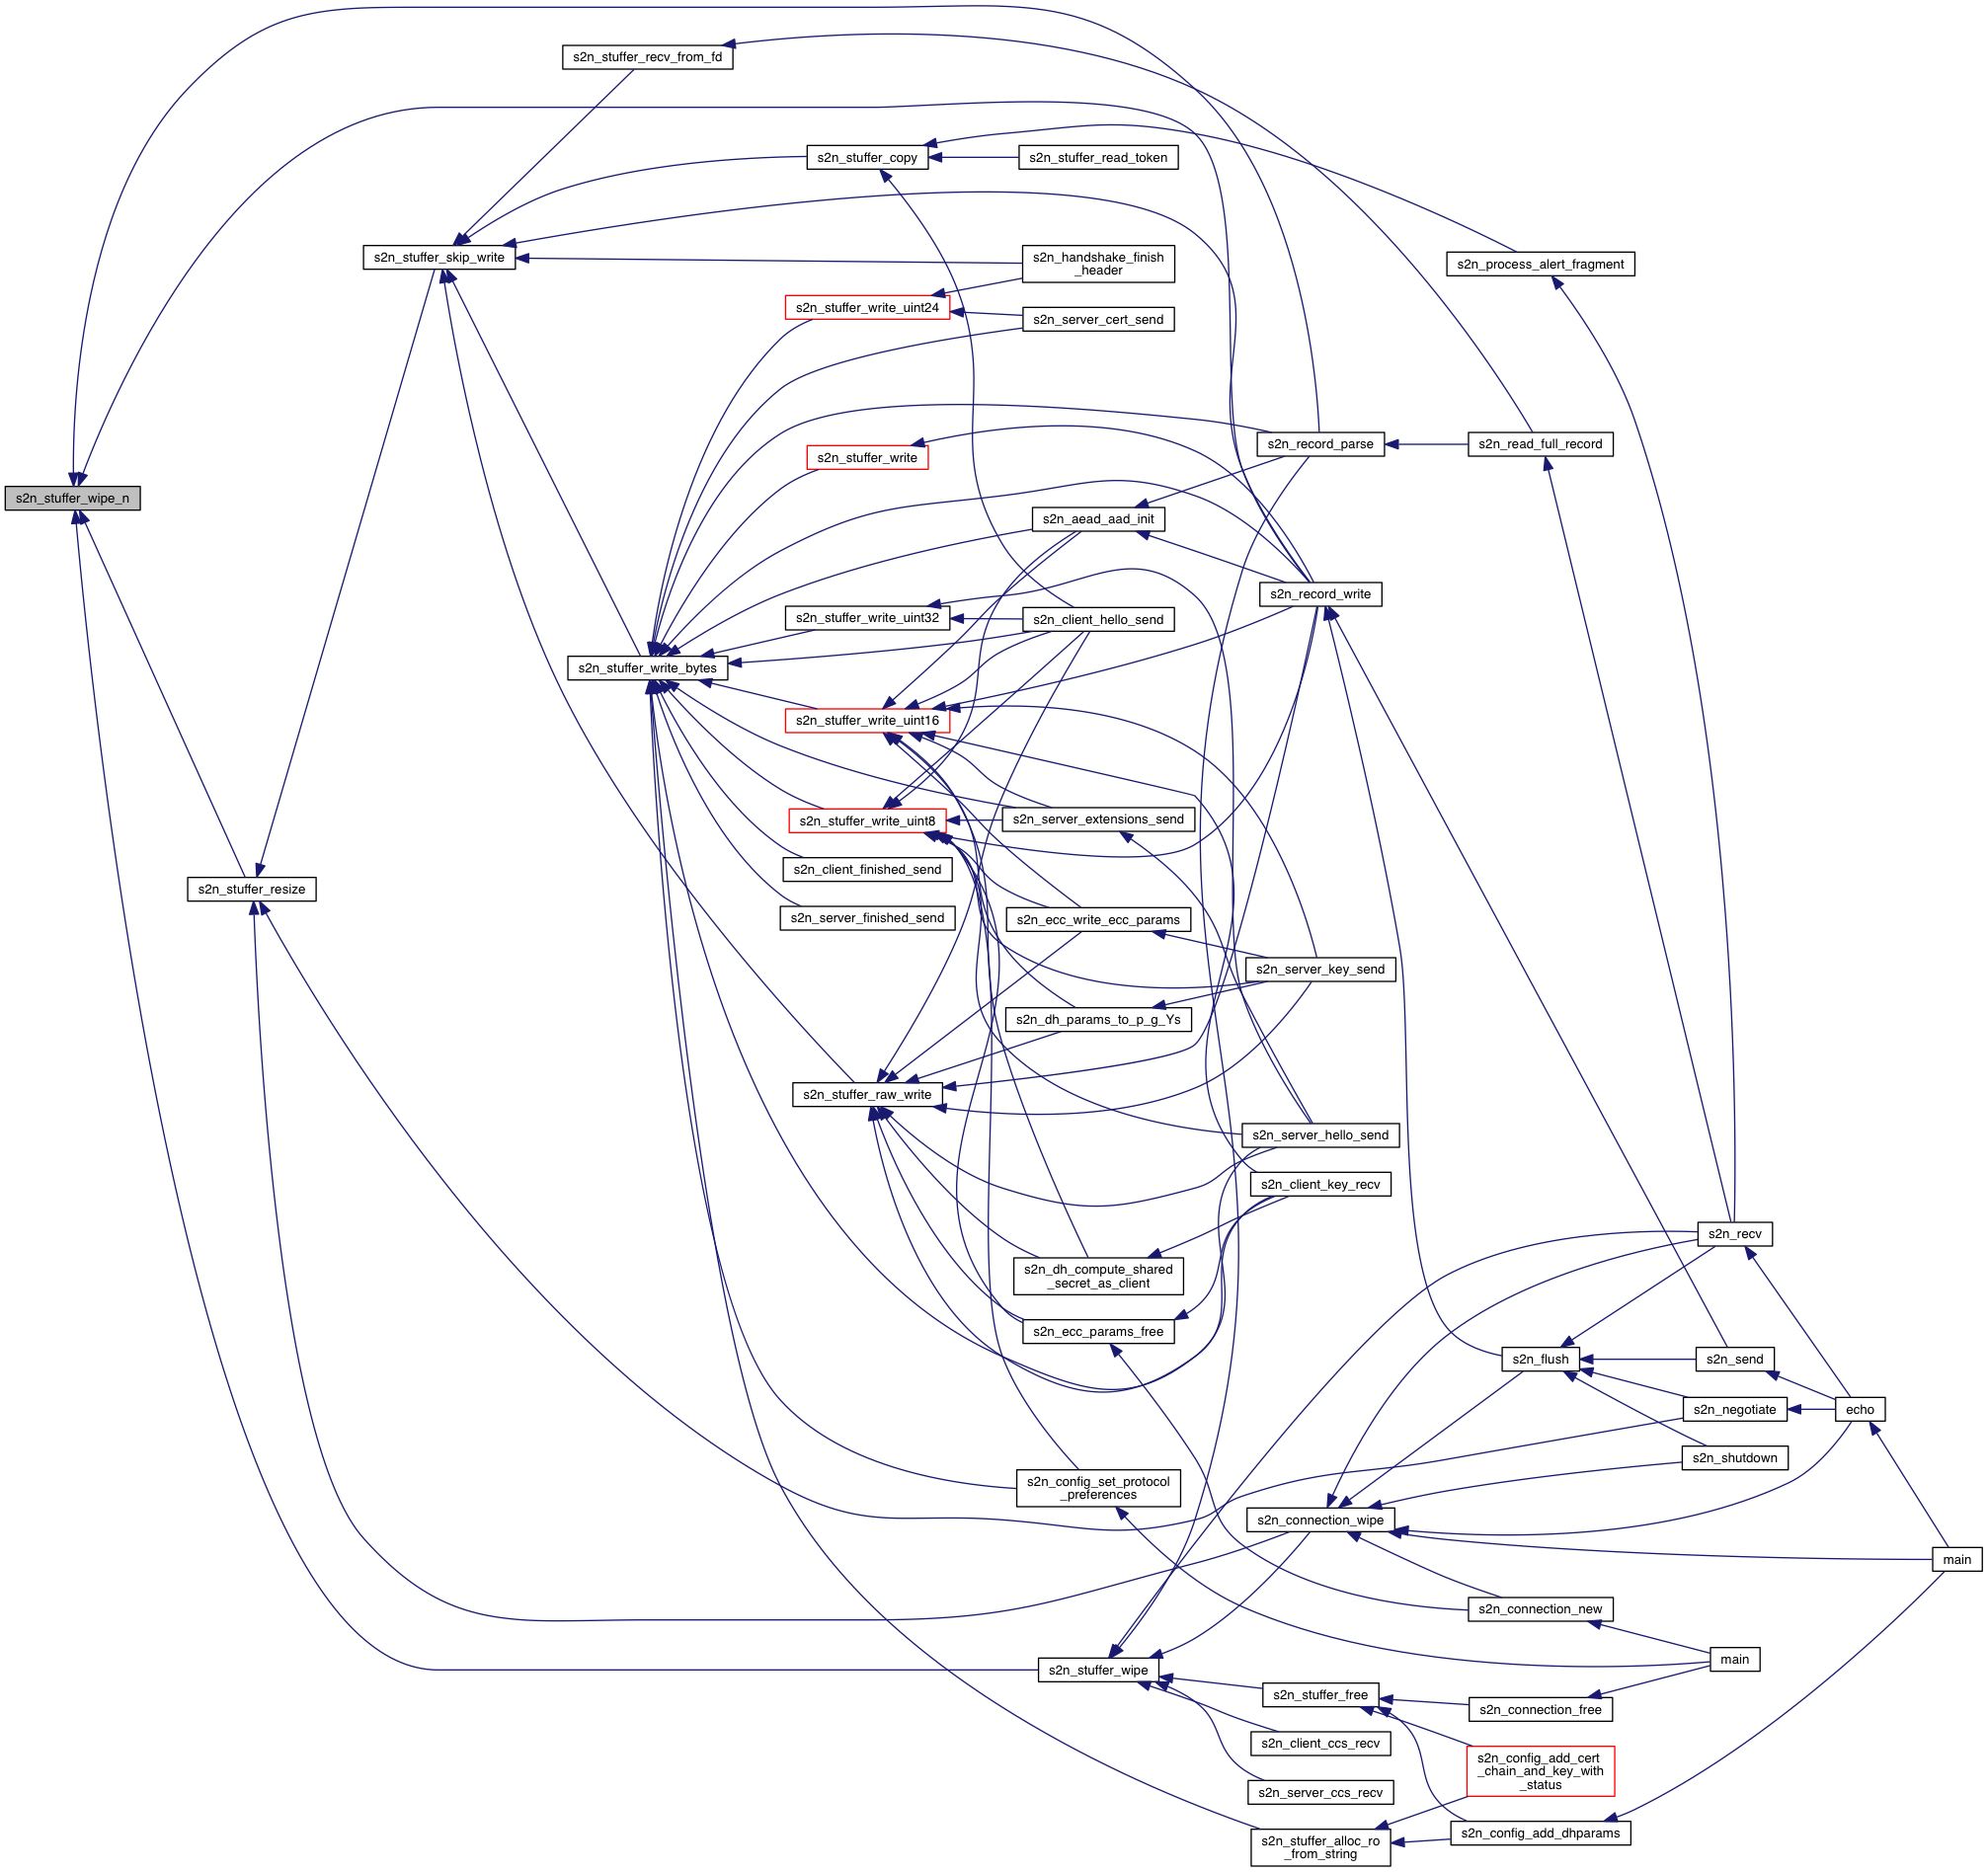 s2n_stuffer_recv_from_fd
s2n_stuffer_copy
s2n_stuffer_read_token
s2n_stuffer_skip_write
s2n_handshake_finish
_header
s2n_process_alert_fragment
s2n_stuffer_write_uint24
s2n_server_cert_send
s2n_record_parse
s2n_read_full_record
s2n_stuffer_write
s2n_stuffer_wipe_n
s2n_aead_aad_init
s2n_record_write
s2n_stuffer_write_uint32
s2n_client_hello_send
s2n_stuffer_write_bytes
s2n_stuffer_write_uint16
s2n_stuffer_write_uint8
s2n_server_extensions_send
s2n_client_finished_send
s2n_stuffer_resize
s2n_server_finished_send
s2n_ecc_write_ecc_params
s2n_server_key_send
s2n_dh_params_to_p_g_Ys
s2n_stuffer_raw_write
s2n_server_hello_send
s2n_client_key_recv
s2n_recv
s2n_dh_compute_shared
_secret_as_client
s2n_ecc_params_free
s2n_flush
s2n_send
s2n_negotiate
echo
s2n_shutdown
s2n_config_set_protocol
_preferences
s2n_connection_wipe
main
s2n_connection_new
main
s2n_stuffer_wipe
s2n_stuffer_free
s2n_connection_free
s2n_client_ccs_recv
s2n_config_add_cert
_chain_and_key_with
_status
s2n_server_ccs_recv
s2n_config_add_dhparams
s2n_stuffer_alloc_ro
_from_string